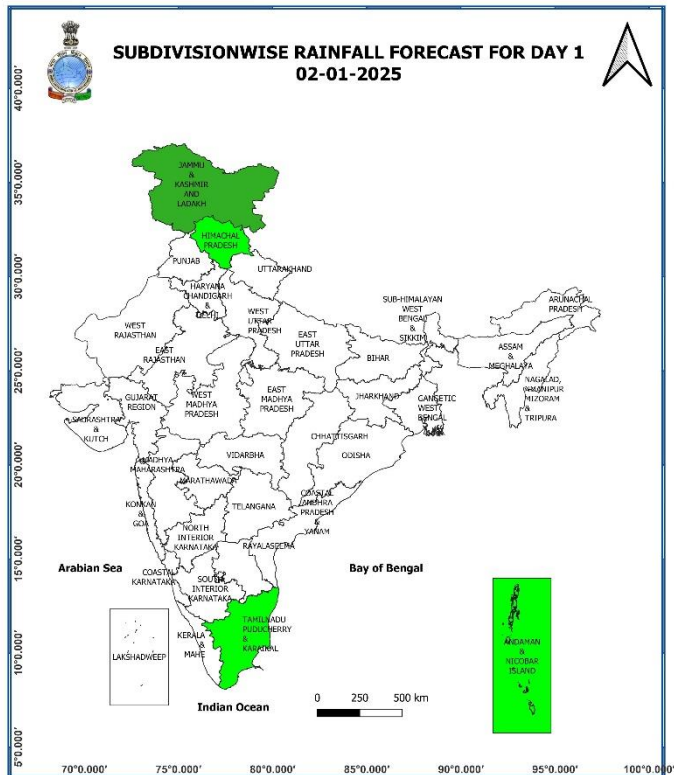 SUBDIVISIONWISE RAINFALL FORECAST FOR DAY 1
02-01-2025
40°0.000'
35°0.000'
30°0.000'
25°0.000'
20°0.000'
15°0.000'
10°0.000'
5°0.000'
JAMMU
&
KASHMIR
AND
LADAKH
HIMACHAL
PRADESH
PUNJAB
UTTARAKHAND
HARYANA
CHANDIGARH
&
DELHI
WEST
UTTAR
PRADESH
SUB-HIMALAYAN
WEST
BENGAL
&
SIKKIM
ARUNACHAL
PRADESH
WEST
RAJASTHAN
EAST
RAJASTHAN
EAST
UTTAR
PRADESH
BIHAR
ASSAM
&
MEGHALAYA
NAGALAD,
MANIPUR
MIZORAM
&
TRIPURA
GUJARAT
REGION
SAURASHTRA
&
KUTCH
WEST
MADHYA
PRADESH
EAST
MADHYA
PRADESH
JHARKHAND
GANGETIC
WEST
BENGAL
CHHATITSGARH
ODISHA
VIDARBHA
MADHYA
MAHARASHTRA
MARATHAWADA
KONKAN
&
GOA
TELANGANA
COASTAL
ANDHRA
PRADESH
&
YANAM
NORTH
INTERIOR
KARNATAKA
RAYALASEEMA
COASTAL
KARNATAKA
SOUTH
INTERIOR
KARNATAKA
Arabian Sea
Bay of Bengal
TAMILNADU
PUDUCHERRY
&
KARAIKAL
KERALA
&
MAHE
LAKSHADWEEP
ANDAMAN
&
NICOBAR
ISLAND
Indian Ocean
0 250 500 km
70°0.000' 75°0.000' 80°0.000' 85°0.000' 90°0.000' 95°0.000' 100°0.000'